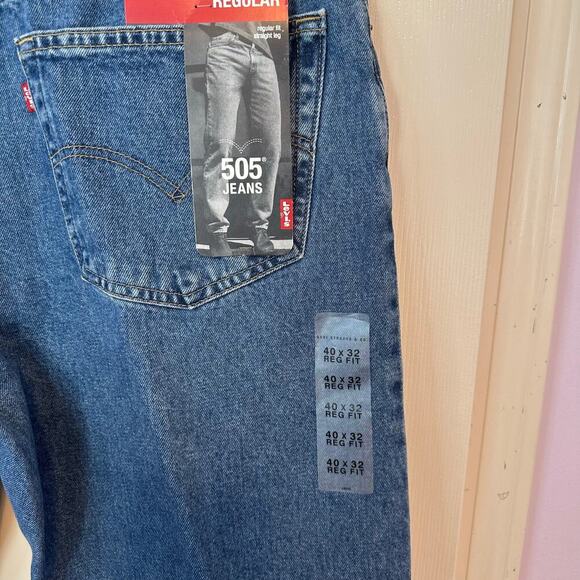 REGULAR
regular fit
straight leg
505®
JEANS
Levi's
LEVI STRAUSS & CO.
40 X 32
REG FIT
40 X 32
REG FIT
40 X 32
REG FIT
40 X 32
REG FIT
40 X 32
REG FIT